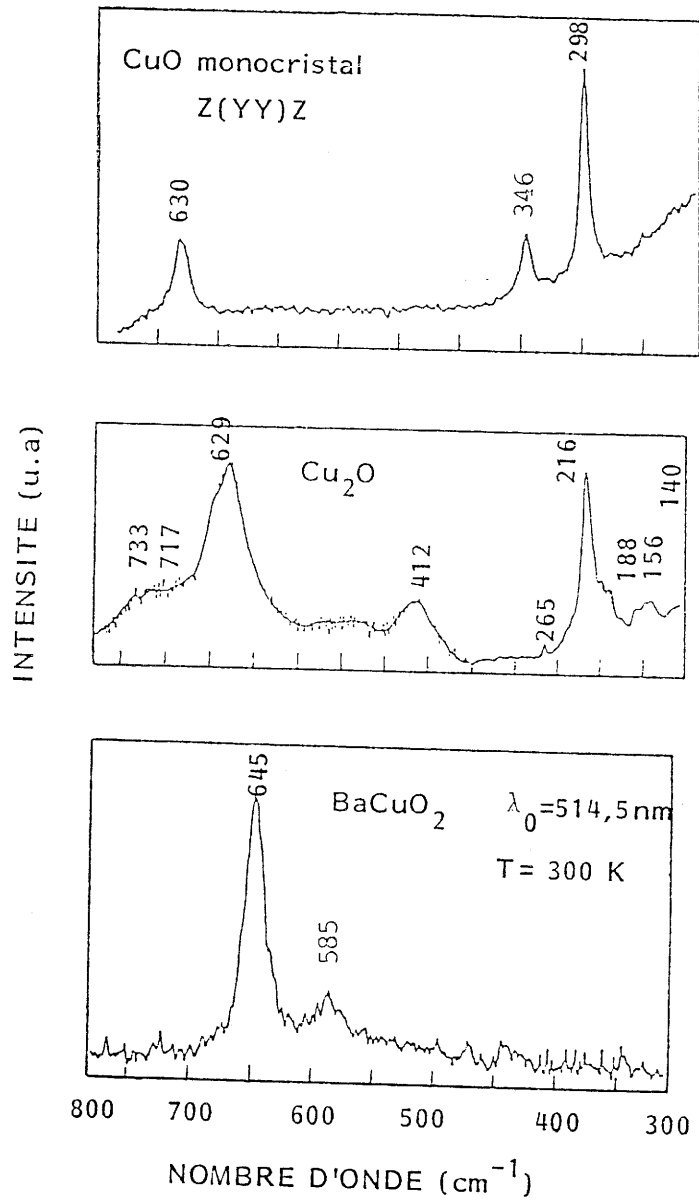 CuO monocristal
Z(YY)Z
630
346
298
INTENSITE (u.a)
Cu₂O
733
717
629
412
265
216
188
156
140
BaCuO₂
λ₀=514,5nm
T= 300 K
645
585
800 700 600 500 400 300
NOMBRE D'ONDE (cm⁻¹)